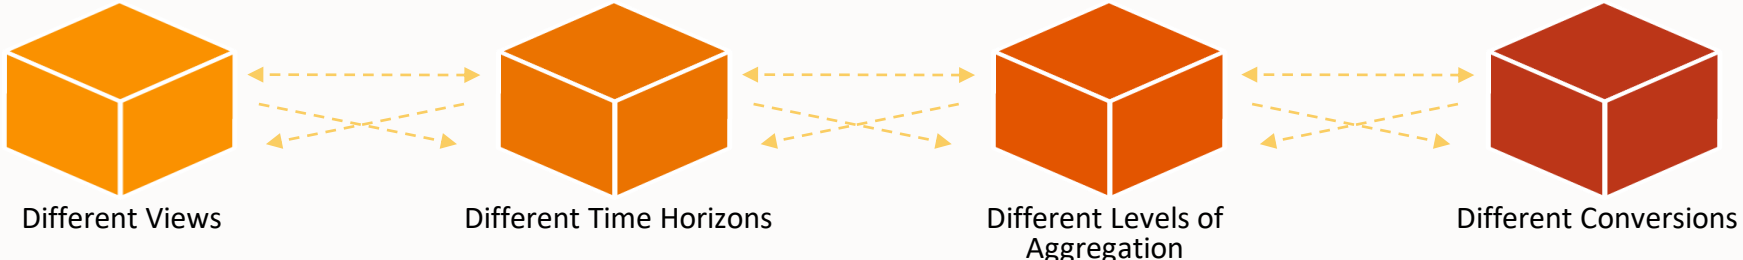 Different Views
Different Time Horizons
Different Levels of
Aggregation
Different Conversions